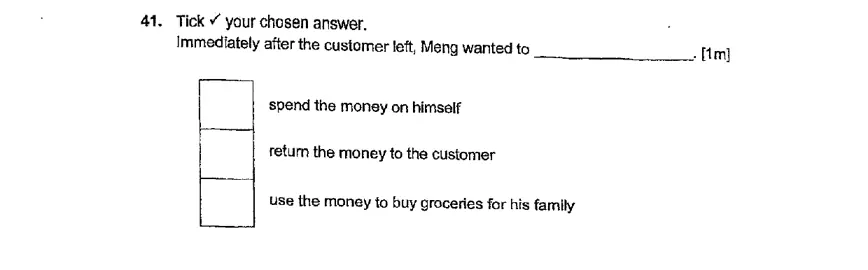 41. Tick ✓ your chosen answer.
Immediately after the customer left, Meng wanted to ____________________. [1m]
spend the money on himself
return the money to the customer
use the money to buy groceries for his family